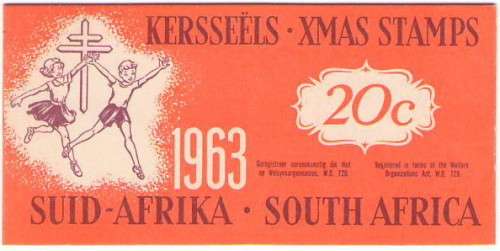 KERSSEËLS · XMAS STAMPS
20c
1963
Geregistreer ooreenkomstig die Wet
op Welsynsorganisasies. W.O. 729.
Registered in terms of the Welfare
Organizations Act. W.O. 729.
SUID-AFRIKA · SOUTH AFRICA